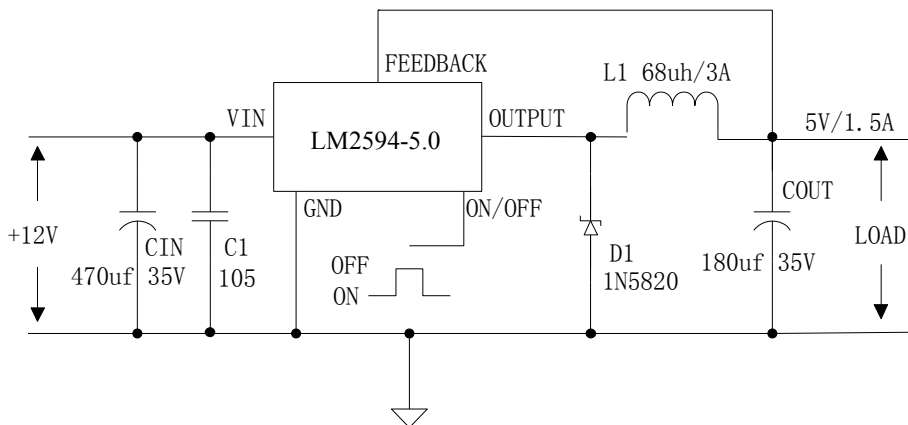 FEEDBACK
L1 68uh/3A
VIN
OUTPUT
5V/1.5A
LM2594-5.0
GND
ON/OFF
COUT
+12V
CIN
C1
470uf 35V
105
OFF
ON
D1
1N5820
180uf 35V
LOAD